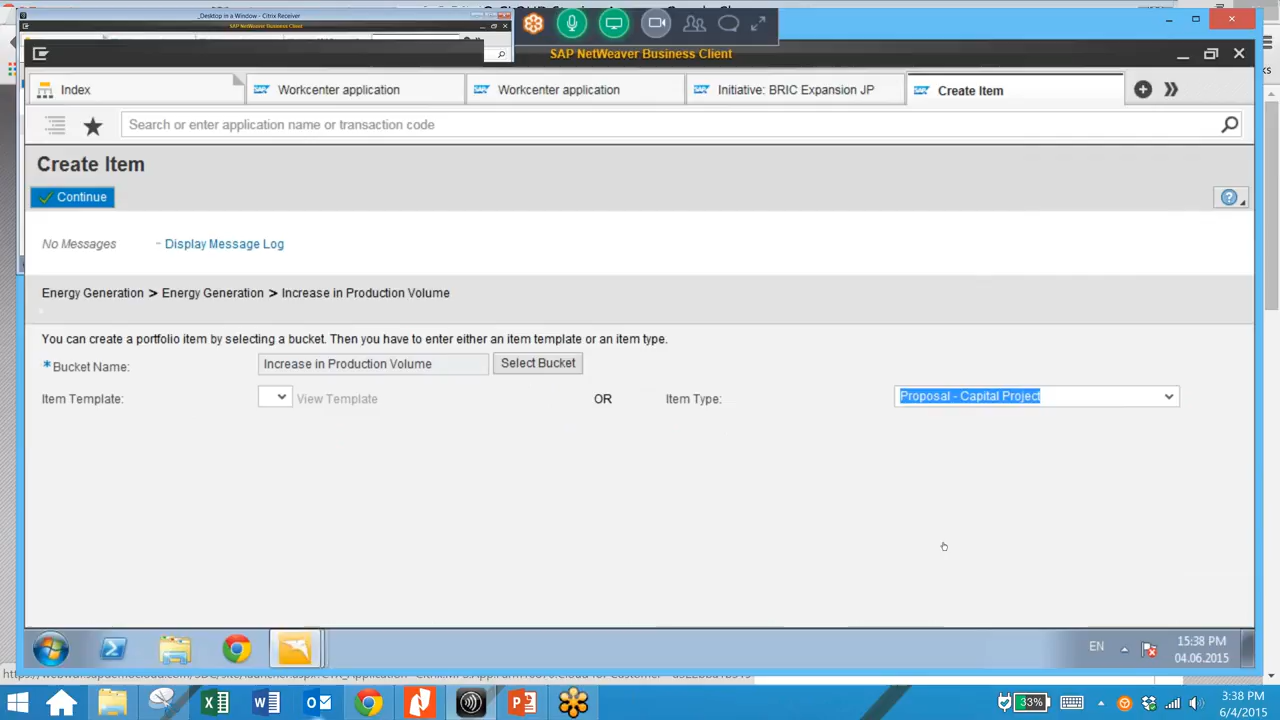 _Desktop in a Window - Citrix Receiver
SAP NetWeaver Business Client
SAP NetWeaver Business Client
Index
Workcenter application
Workcenter application
Initiative: BRIC Expansion JP
Create Item
Search or enter application name or transaction code
Create Item
Continue
No Messages - Display Message Log
Energy Generation > Energy Generation > Increase in Production Volume
You can create a portfolio item by selecting a bucket. Then you have to enter either an item template or an item type.
* Bucket Name: Increase in Production Volume Select Bucket
Item Template: View Template OR Item Type: Proposal - Capital Project
EN
15:38 PM
04.06.2015
33%
3:38 PM
6/4/2015